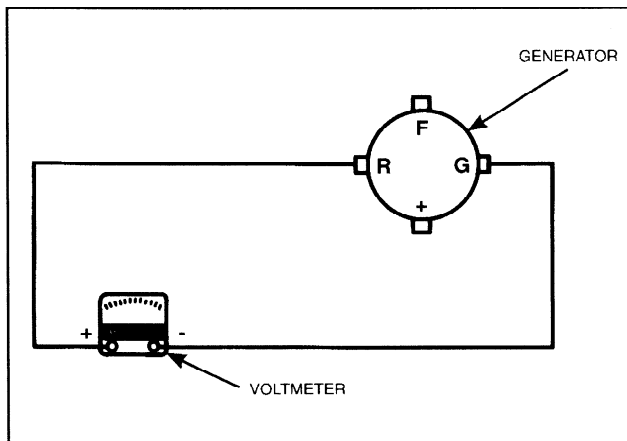 GENERATOR
F
R G
+
+ -
VOLTMETER